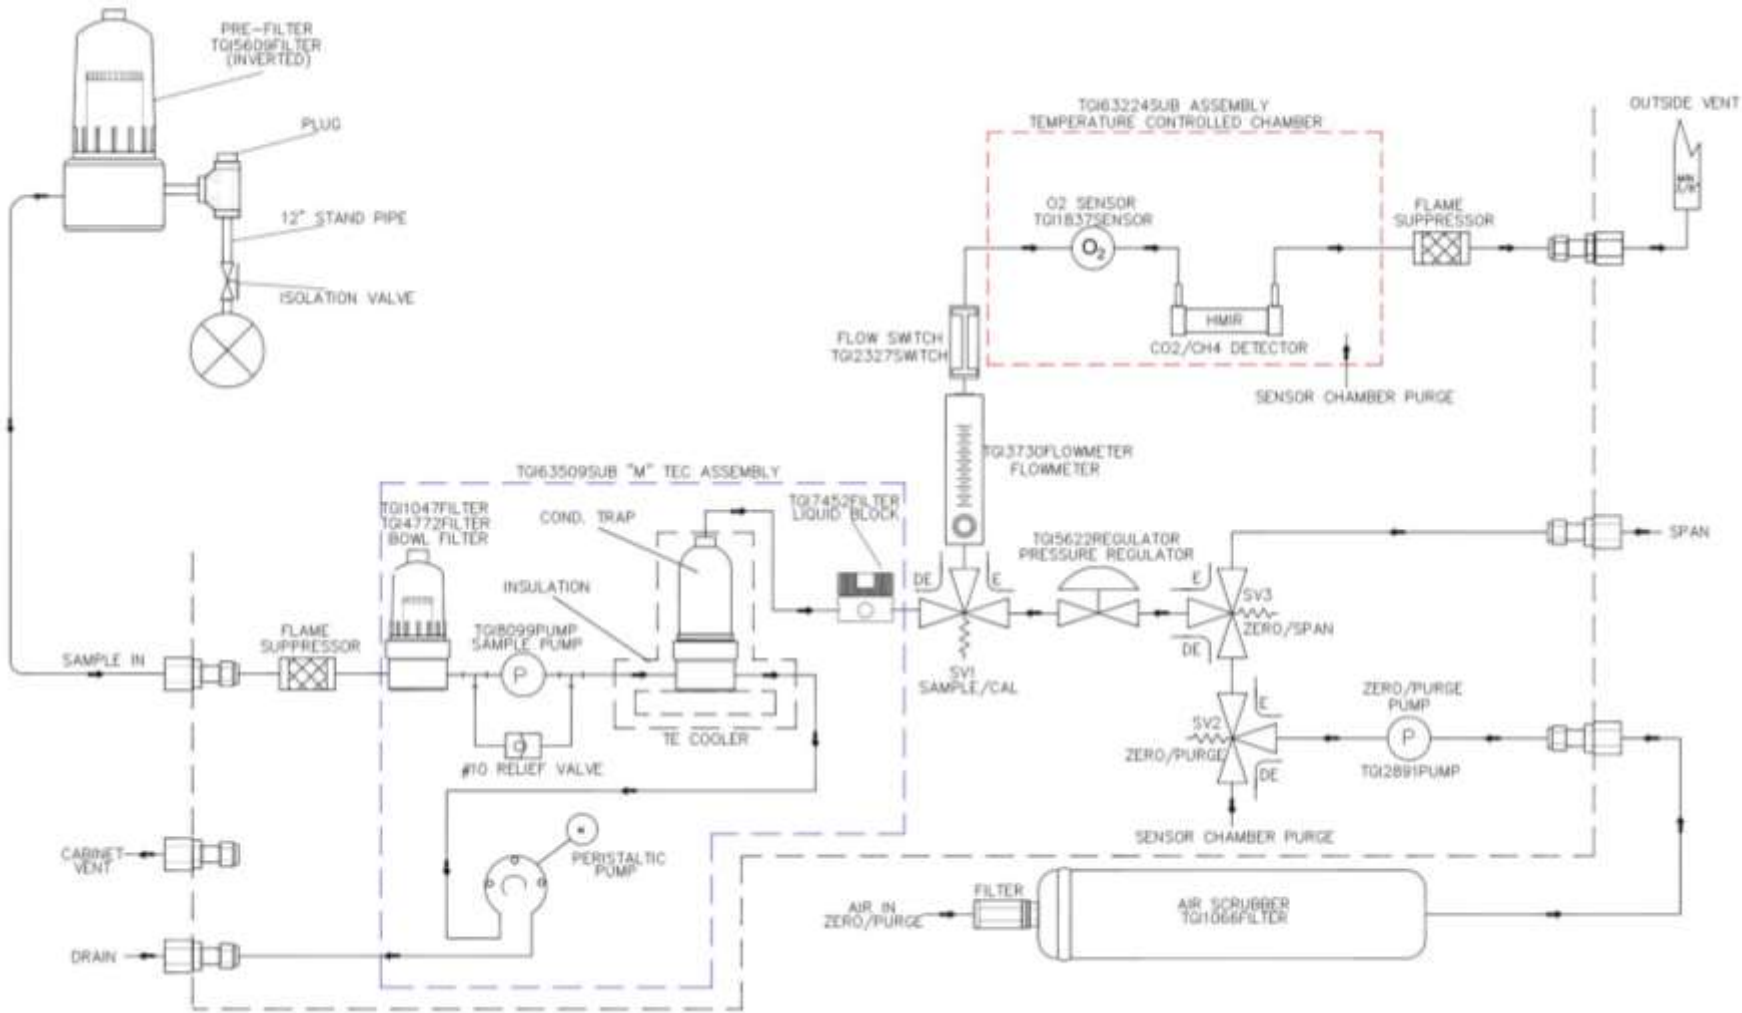 PRE-FILTER
TGI5609FILTER
(INVERTED)
PLUG
12" STAND PIPE
ISOLATION VALVE
TGI63224SUB ASSEMBLY
TEMPERATURE CONTROLLED CHAMBER
OUTSIDE VENT
MIN
O2 SENSOR
TGI1837SENSOR
O2
FLAME
SUPPRESSOR
HMIR
CO2/CH4 DETECTOR
FLOW SWITCH
TGI2327SWITCH
SENSOR CHAMBER PURGE
TGI3730FLOWMETER
FLOWMETER
TGI63509SUB "M" TEC ASSEMBLY
TGI1047FILTER
TGI4772FILTER
BOWL FILTER
COND. TRAP
TGI7452FILTER
LIQUID BLOCK
INSULATION
TGI5622REGULATOR
PRESSURE REGULATOR
SPAN
DE
E
E
SV3
ZERO/SPAN
DE
FLAME
SUPPRESSOR
TGI8099PUMP
SAMPLE PUMP
P
SAMPLE IN
SV1
SAMPLE/CAL
TE COOLER
#10 RELIEF VALVE
ZERO/PURGE
PUMP
E
SV2
ZERO/PURGE
DE
P
TGI2891PUMP
SENSOR CHAMBER PURGE
PERISTALTIC
PUMP
CABINET
VENT
FILTER
AIR IN
ZERO/PURGE
AIR SCRUBBER
TGI1066FILTER
DRAIN